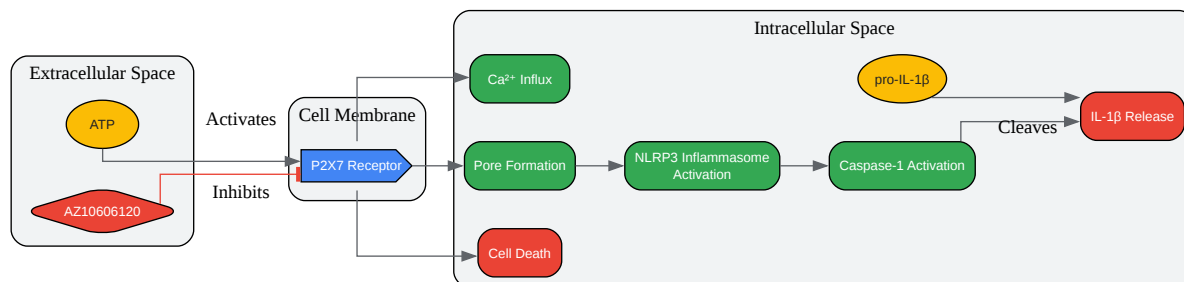 Extracellular Space
ATP
AZ10606120
Activates
Inhibits
Cell Membrane
P2X7 Receptor
Intracellular Space
Ca²⁺ Influx
Pore Formation
Cell Death
NLRP3 Inflammasome
Activation
Caspase-1 Activation
pro-IL-1β
Cleaves
IL-1β Release